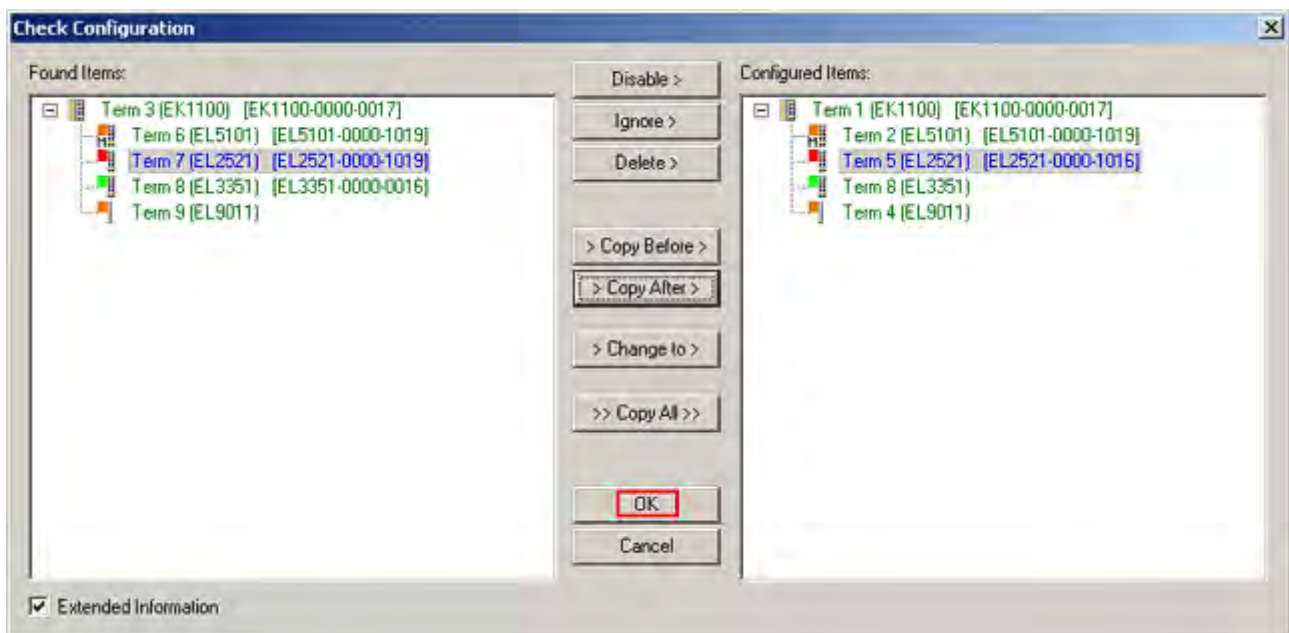 Check Configuration
Found Items:
Term 3 (EK1100) [EK1100-0000-0017]
Term 6 (EL5101) [EL5101-0000-1019]
Term 7 (EL2521) [EL2521-0000-1019]
Term 8 (EL3351) [EL3351-0000-0016]
Term 9 (EL9011)
Disable >
Ignore >
Delete >
> Copy Before >
> Copy After >
> Change to >
>> Copy All >>
OK
Cancel
Configured Items:
Term 1 (EK1100) [EK1100-0000-0017]
Term 2 (EL5101) [EL5101-0000-1019]
Term 5 (EL2521) [EL2521-0000-1016]
Term 8 (EL3351)
Term 4 (EL9011)
Extended Information